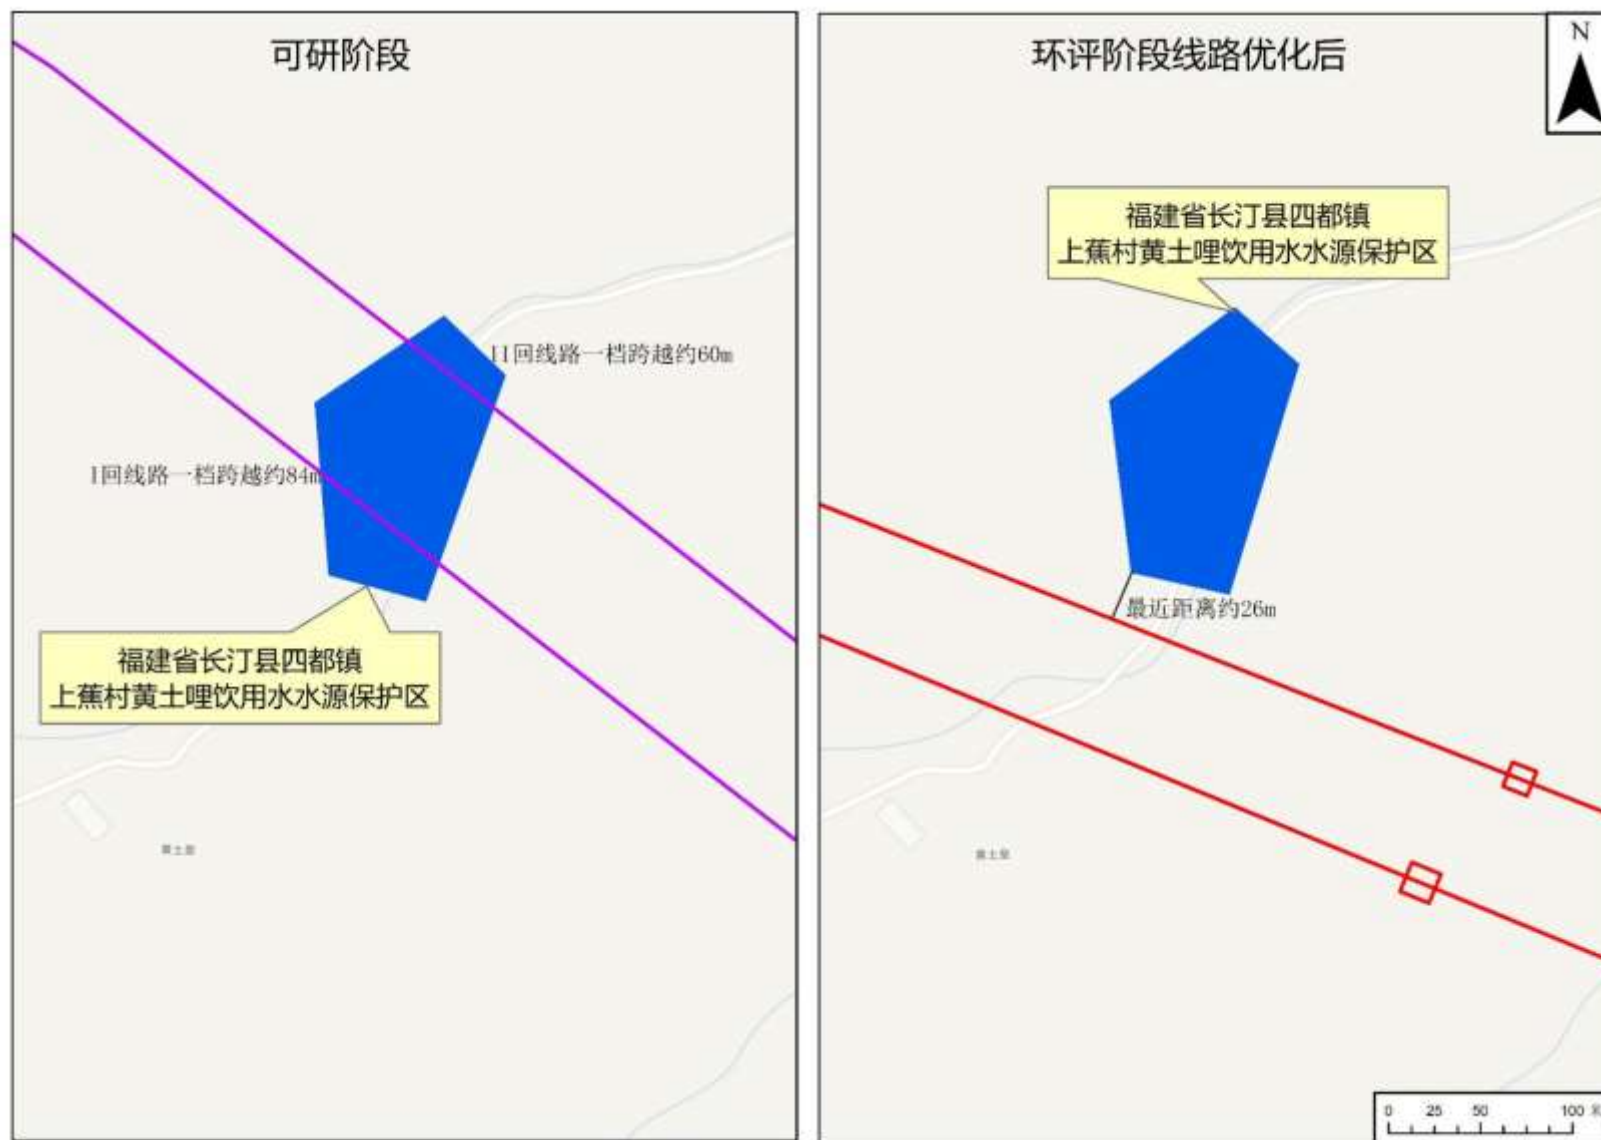 可研阶段
II回线路一档跨越约60m
I回线路一档跨越约84m
福建省长汀县四都镇
上蕉村黄土哩饮用水水源保护区
环评阶段线路优化后
N
福建省长汀县四都镇
上蕉村黄土哩饮用水水源保护区
最近距离约26m
0 25 50 100